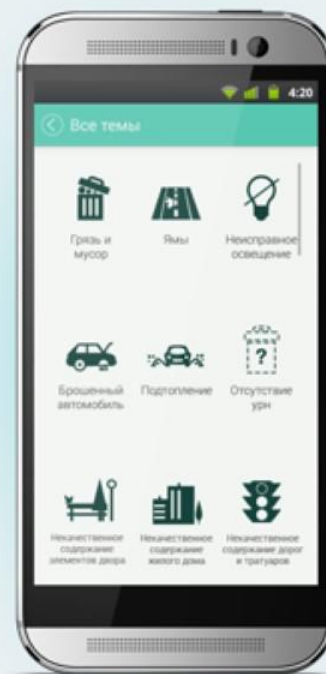 4:20
Все темы
Грязь и
мусор
Ямы
Неисправное
освещение
?
Брошенный
автомобиль
Подтопление
Отсутствие
урн
Некачественное
содержание
элементов двора
Некачественное
содержание
жилого дома
Некачественное
содержание дорог
и тратуаров